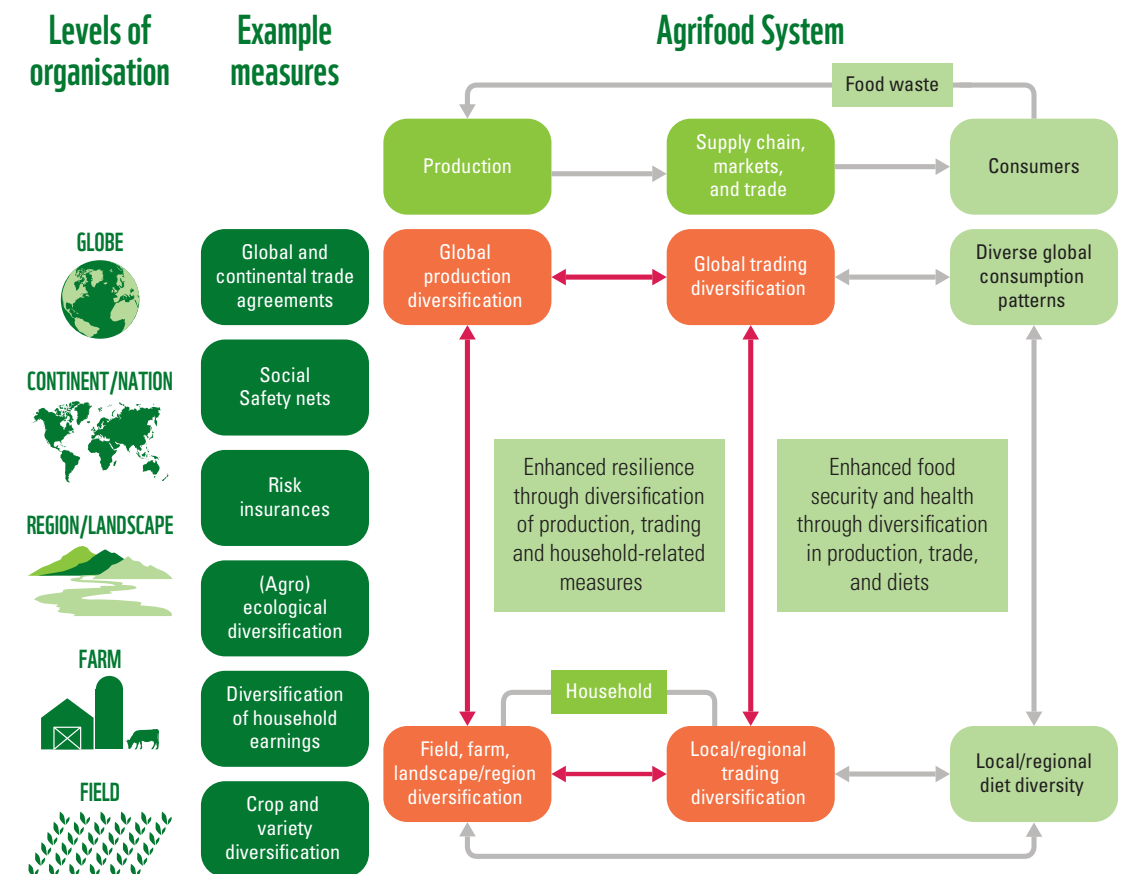 Levels of
organisation
Example
measures
Agrifood System
Food waste
Production
Supply chain,
markets,
and trade
Consumers
GLOBE
Global and
continental trade
agreements
Global
production
diversification
Global trading
diversification
Diverse global
consumption
patterns
CONTINENT/NATION
Social
Safety nets
Risk
insurances
Enhanced resilience
through diversification
of production, trading
and household-related
measures
Enhanced food
security and health
through diversification
in production, trade,
and diets
REGION/LANDSCAPE
(Agro)
ecological
diversification
FARM
Diversification
of household
earnings
Household
Field, farm,
landscape/region
diversification
Local/regional
trading
diversification
Local/regional
diet diversity
FIELD
Crop and
variety
diversification